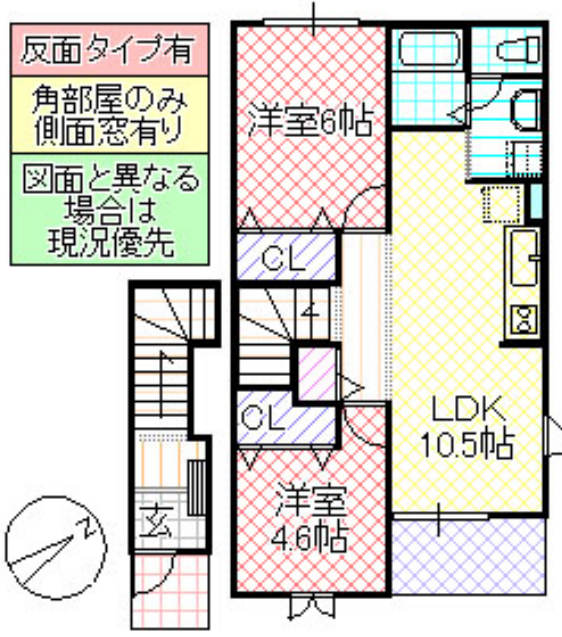 反面タイプ有
角部屋のみ
側面窓有り
図面と異なる
場合は
現況優先
洋室6帖
CL
CL
LDK
10.5帖
洋室
4.6帖
玄